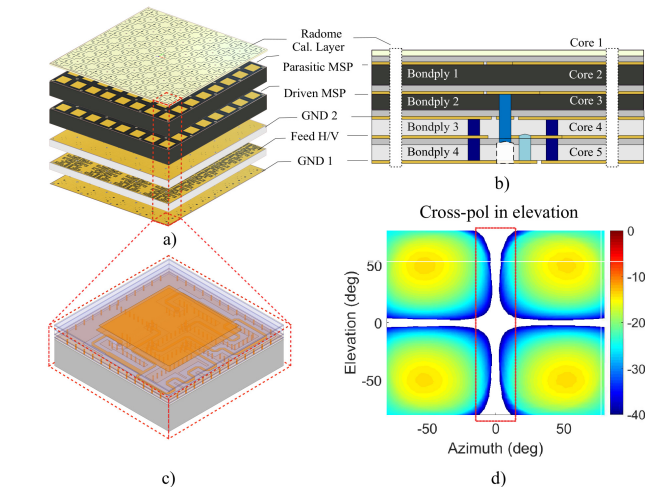 Radome
Cal. Layer
Parasitic MSP
Driven MSP
GND 2
Feed H/V
GND 1
a)
Core 1
Bondply 1
Core 2
Bondply 2
Core 3
Bondply 3
Core 4
Bondply 4
Core 5
b)
c)
Cross-pol in elevation
Elevation (deg)
50
0
-50
-50
0
50
Azimuth (deg)
0
-10
-20
-30
-40
d)